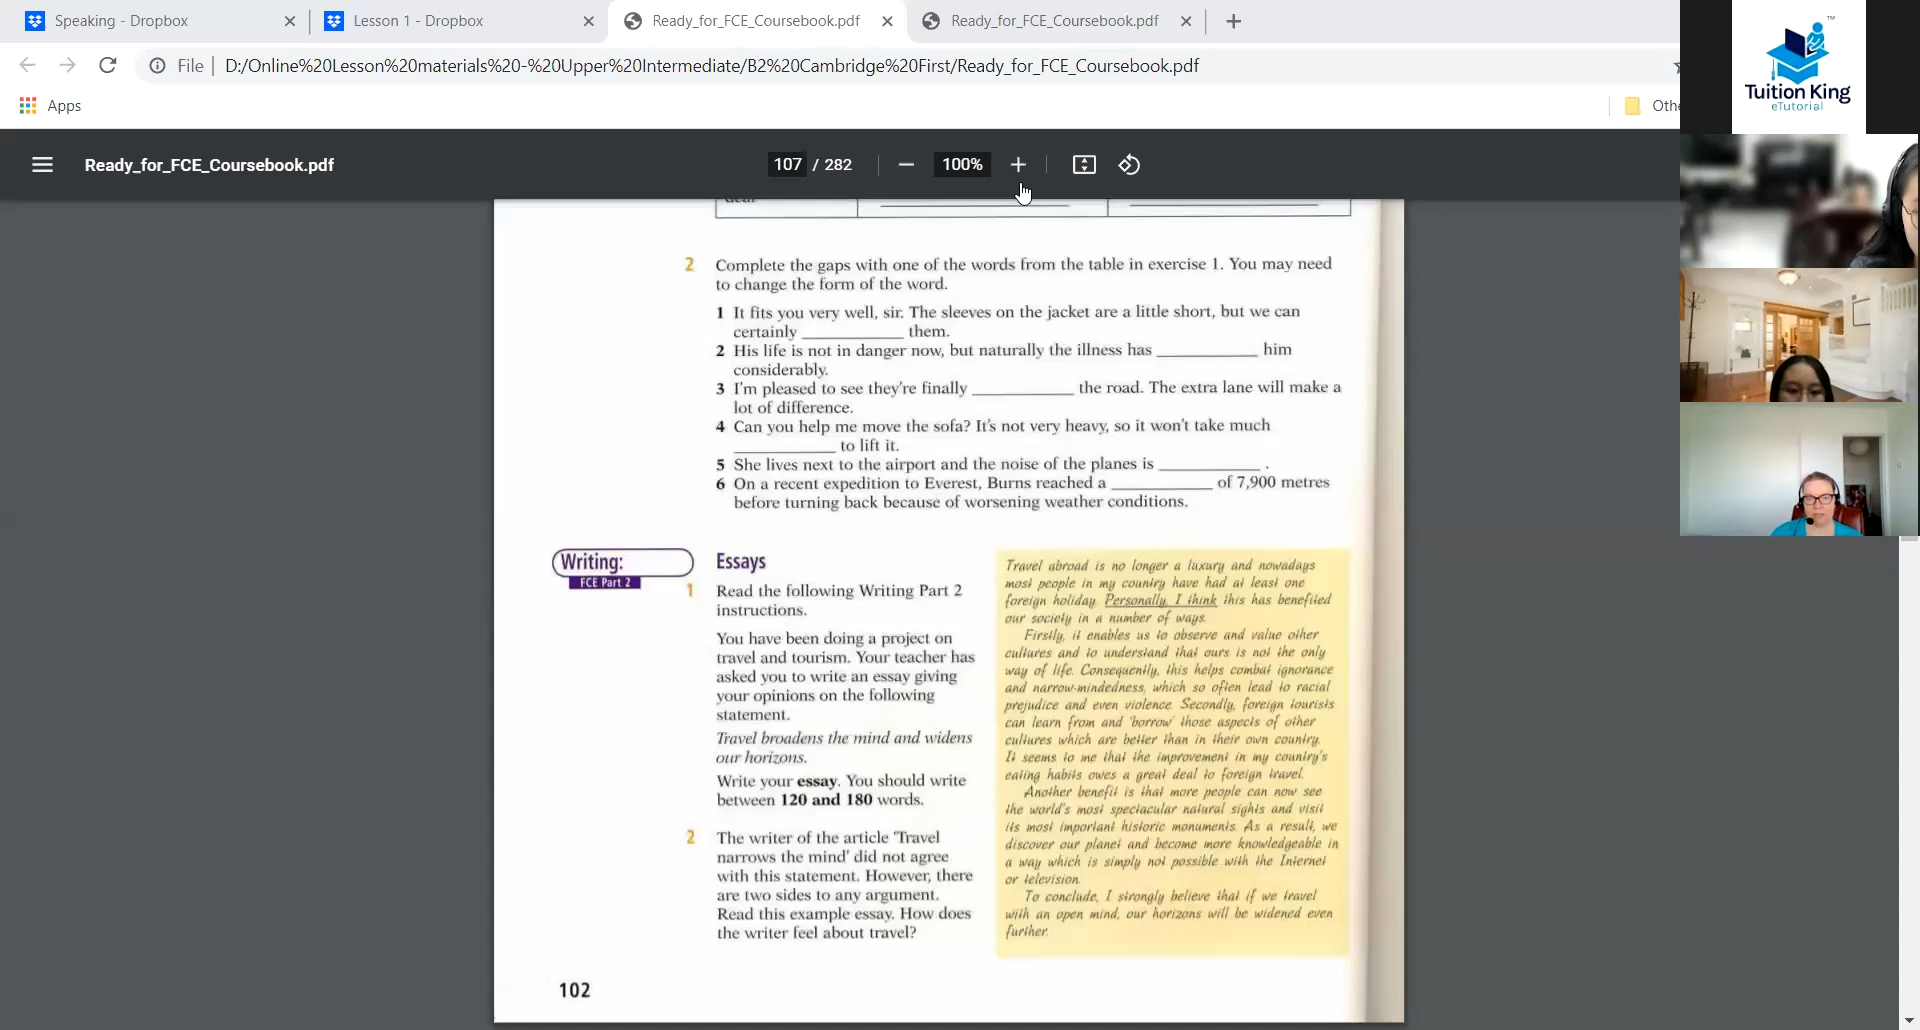 Speaking - Dropbox
Lesson 1 - Dropbox
Ready_for_FCE_Coursebook.pdf
Ready_for_FCE_Coursebook.pdf
File
D:/Online%20Lesson%20materials%20-%20Upper%20Intermediate/B2%20Cambridge%20First/Ready_for_FCE_Coursebook.pdf
Apps
Othe
TM
Tuition King
eTutorial
Ready_for_FCE_Coursebook.pdf
107 / 282
100%
2 Complete the gaps with one of the words from the table in exercise 1. You may need
to change the form of the word.
1 It fits you very well, sir. The sleeves on the jacket are a little short, but we can
certainly ____________ them.
2 His life is not in danger now, but naturally the illness has ____________ him
considerably.
3 I'm pleased to see they're finally ____________ the road. The extra lane will make a
lot of difference.
4 Can you help me move the sofa? It's not very heavy, so it won't take much
____________ to lift it.
5 She lives next to the airport and the noise of the planes is ____________ .
6 On a recent expedition to Everest, Burns reached a ____________ of 7,900 metres
before turning back because of worsening weather conditions.
Writing:
FCE Part 2
Essays
1 Read the following Writing Part 2
instructions.
You have been doing a project on
travel and tourism. Your teacher has
asked you to write an essay giving
your opinions on the following
statement.
Travel broadens the mind and widens
our horizons.
Write your essay. You should write
between 120 and 180 words.
2 The writer of the article 'Travel
narrows the mind' did not agree
with this statement. However, there
are two sides to any argument.
Read this example essay. How does
the writer feel about travel?
Travel abroad is no longer a luxury and nowadays
most people in my country have had at least one
foreign holiday. Personally, I think this has benefited
our society in a number of ways.
Firstly, it enables us to observe and value other
cultures and to understand that ours is not the only
way of life. Consequently, this helps combat ignorance
and narrow-mindedness, which so often lead to racial
prejudice and even violence. Secondly, foreign tourists
can learn from and 'borrow' those aspects of other
cultures which are better than in their own country.
It seems to me that the improvement in my country's
eating habits owes a great deal to foreign travel.
Another benefit is that more people can now see
the world's most spectacular natural sights and visit
its most important historic monuments. As a result, we
discover our planet and become more knowledgeable in
a way which is simply not possible with the Internet
or television.
To conclude, I strongly believe that if we travel
with an open mind, our horizons will be widened even
further.
102